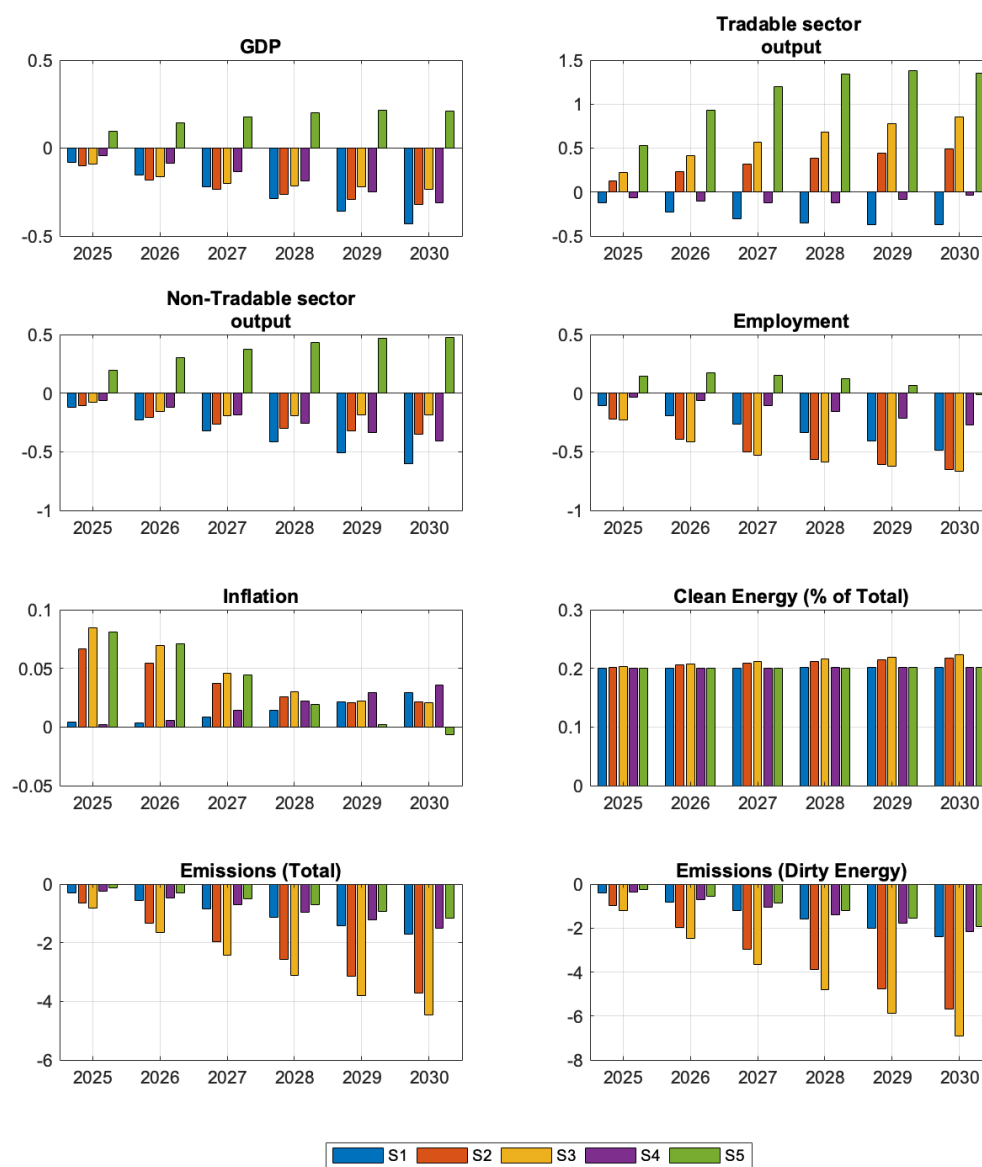 GDP
0.5
0
-0.5
2025 2026 2027 2028 2029 2030
Tradable sector
output
1.5
1
0.5
0
-0.5
2025 2026 2027 2028 2029 2030
Non-Tradable sector
output
0.5
0
-0.5
-1
2025 2026 2027 2028 2029 2030
Employment
0.5
0
-0.5
-1
2025 2026 2027 2028 2029 2030
Inflation
0.1
0.05
0
-0.05
2025 2026 2027 2028 2029 2030
Clean Energy (% of Total)
0.3
0.2
0.1
0
2025 2026 2027 2028 2029 2030
Emissions (Total)
0
-2
-4
-6
2025 2026 2027 2028 2029 2030
Emissions (Dirty Energy)
0
-2
-4
-6
-8
2025 2026 2027 2028 2029 2030
S1 S2 S3 S4 S5